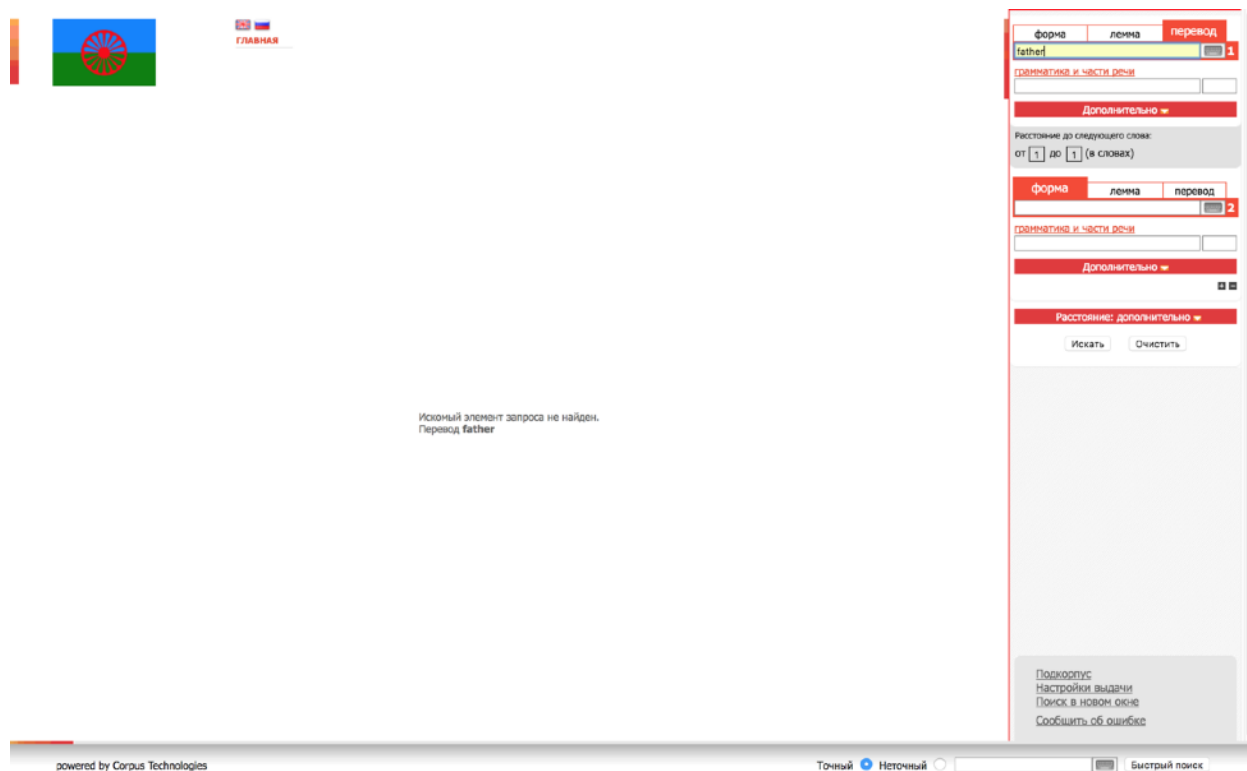 ГЛАВНАЯ
форма лемма перевод
father 1
грамматика и части речи
Дополнительно
Расстояние до следующего слова:
от 1 до 1 (в словах)
форма лемма перевод
2
грамматика и части речи
Дополнительно
Расстояние: дополнительно
Искать Очистить
Искомый элемент запроса не найден.
Перевод father
Подкорпус
Настройки выдачи
Поиск в новом окне
Сообщить об ошибке
powered by Corpus Technologies Точный Неточный Быстрый поиск